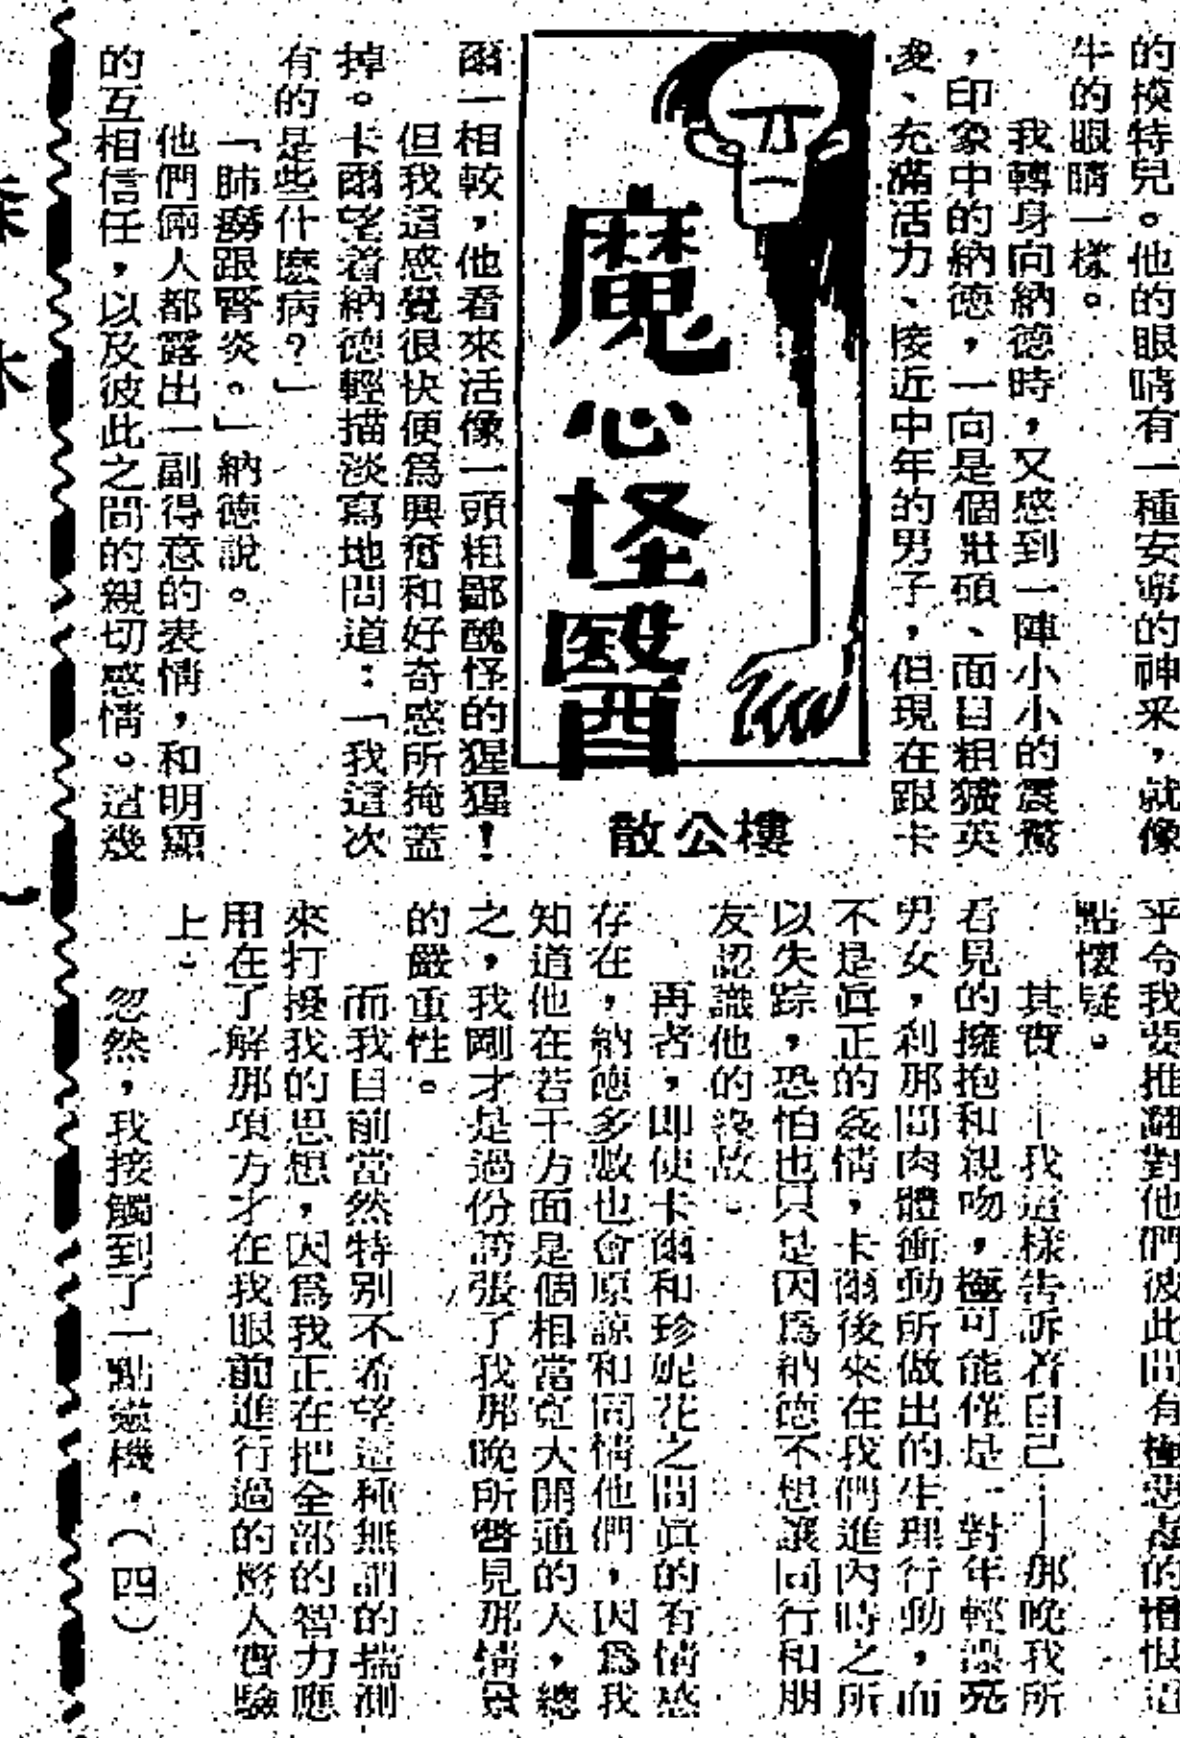 的模特兒。他的眼睛有一種安寧的神采，就像
牛的眼睛一樣。
我轉身向納德時，又感到一陣小小的震驚
，印象中的納德，一向是個壯碩、面目粗獷英
、充滿活力、接近中年的男子，但現在跟卡
魔心怪醫
散公樓
爾一相較，他看來活像一頭粗鄙醜怪的猩猩！
但我這感覺很快便爲興奮和好奇感所掩蓋
掉。卡爾望着納德輕描淡寫地問道：「我這次
有的是些什麽病？」
「肺癆跟腎炎。」納德說。
他們兩人都露出一副得意的表情，和明顯
的互相信任，以及彼此之間的親切感情。這幾
乎令我要推翻對他們彼此間有極惡毒的憎恨這
點懷疑。
其實——我這樣告訴着自己——那晚我所
看見的擁抱和親吻，極可能僅是一對年輕漂亮
男女，刹那間肉體衝動所做出的生理行動，而
不是眞正的姦情，卡爾後來在我們進內時之所
以失踪，恐怕也只是因爲納德不想讓同行和朋
友認識他的緣故。
再者，即使卡爾和珍妮花之間眞的有情感
存在，納德多數也會原諒和同情他們，因爲我
知道他在若干方面是個相當寬大開通的人，總
之，我剛才是過份誇張了我那晚所瞥見那情景
的嚴重性。
而我目前當然特別不希望這種無謂的揣測
來打擾我的思想，因爲我正在把全部的智力應
用在了解那項方才在我眼前進行過的驚人實驗
上。
忽然，我接觸到了一點靈機，（四）